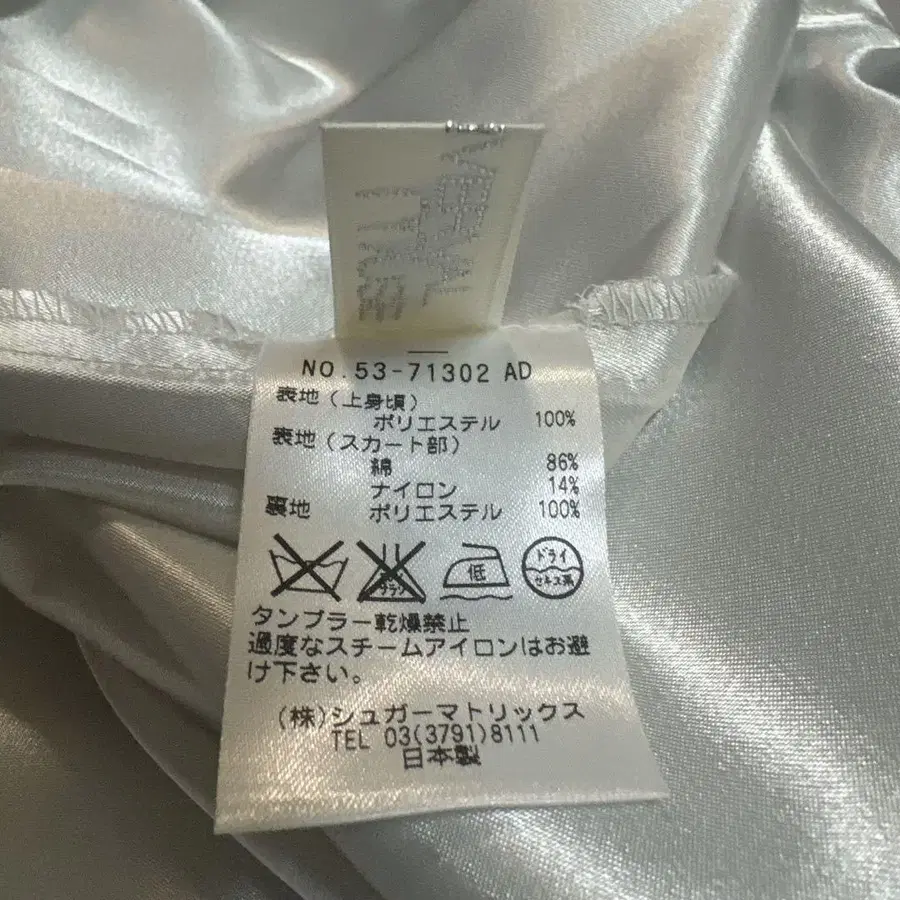 NO.53-71302 AD
表地(上身頃)
ポリエステル 100%
表地(スカート部)
綿 86%
ナイロン 14%
裏地 ポリエステル 100%
低
ドライ
セキユ系
タンブラー乾燥禁止
過度なスチームアイロンはお避
け下さい。
(株)シュガーマトリックス
TEL 03(3791)8111
日本製